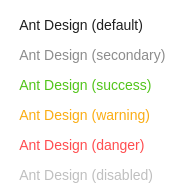 Ant Design (default)
Ant Design (secondary)
Ant Design (success)
Ant Design (warning)
Ant Design (danger)
Ant Design (disabled)